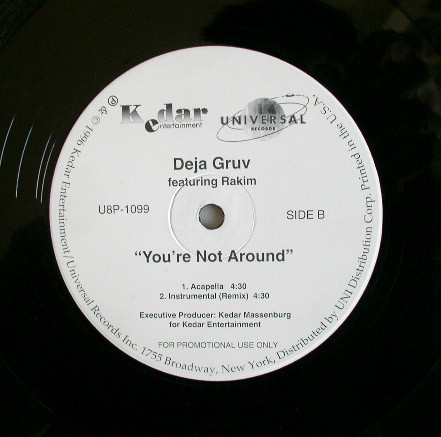 Kedar
entertainment
UNIVERSAL
RECORDS
Deja Gruv
featuring Rakim
U8P-1099
SIDE B
"You're Not Around"
1. Acapella 4:30
2. Instrumental (Remix) 4:30
Executive Producer: Kedar Massenburg
for Kedar Entertainment
FOR PROMOTIONAL USE ONLY
℗ & © 1996 Kedar Entertainment/Universal Records Inc. 1755 Broadway, New York, Distributed by UNI Distribution Corp. Printed in the U.S.A.